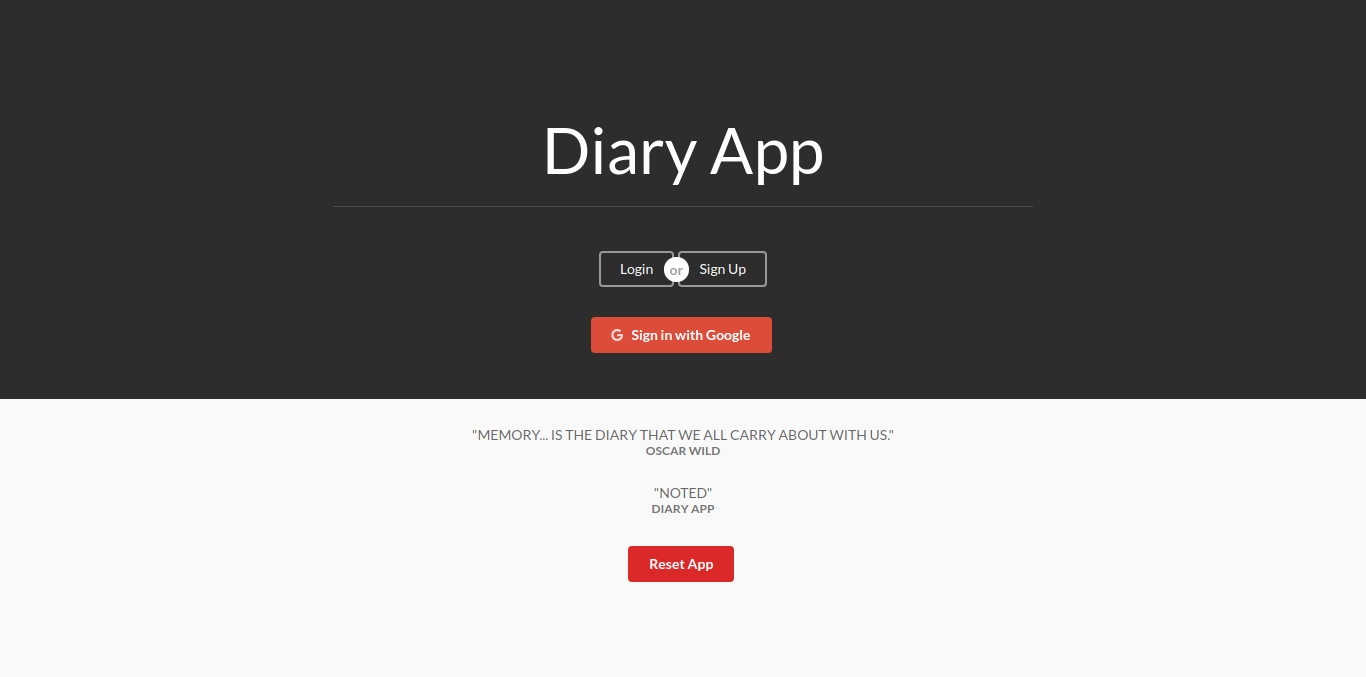 Diary App
Login or Sign Up
Sign in with Google
"MEMORY... IS THE DIARY THAT WE ALL CARRY ABOUT WITH US."
OSCAR WILD
"NOTED"
DIARY APP
Reset App